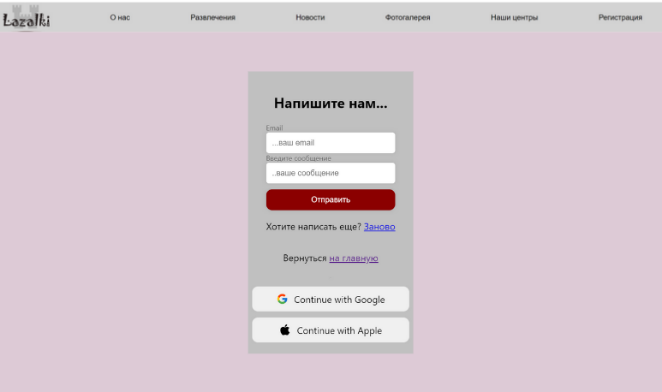 Lazalki
О нас Развлечения Новости Фотогалерея Наши центры Регистрация
Напишите нам...
Email
...ваш email
Введите сообщение
..ваше сообщение
Отправить
Хотите написать еще? Заново
Вернуться на главную
Continue with Google
Continue with Apple